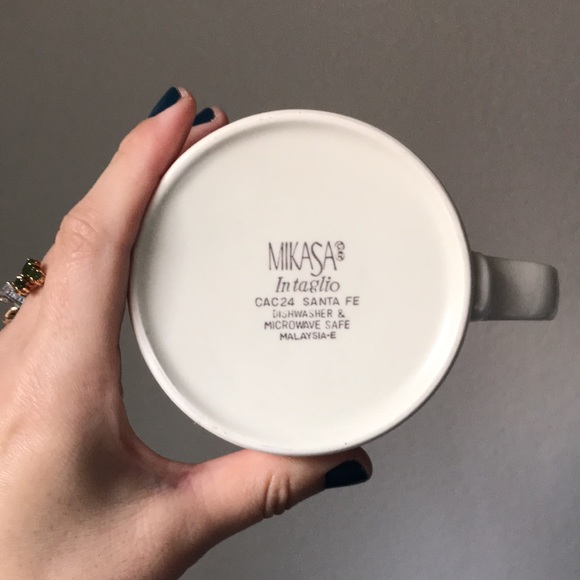 MIKASA
Intaglio
CAC24 SANTA FE
DISHWASHER &
MICROWAVE SAFE
MALAYSIA-E